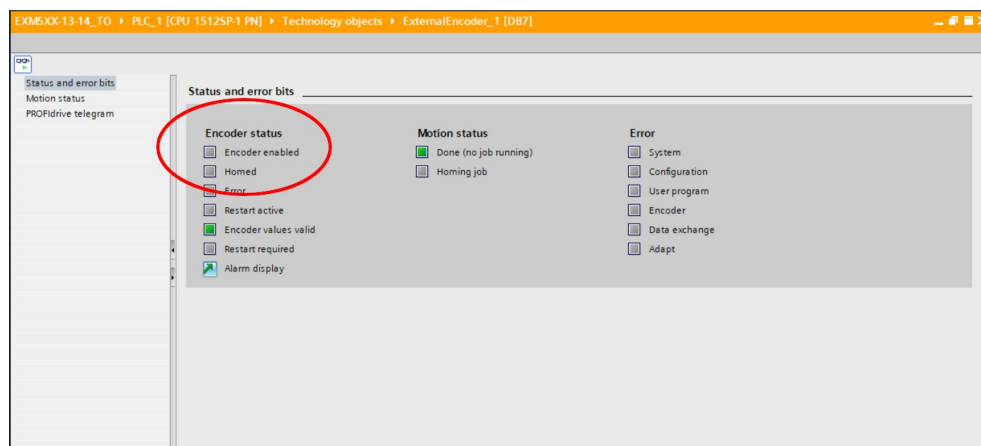 EXM5XX-13-14_TO ▸ PLC_1 [CPU 1512SP-1 PN] ▸ Technology objects ▸ ExternalEncoder_1 [DB7]
Status and error bits
Motion status
PROFIdrive telegram
Status and error bits
Encoder status
Encoder enabled
Homed
Error
Restart active
Encoder values valid
Restart required
Alarm display
Motion status
Done (no job running)
Homing job
Error
System
Configuration
User program
Encoder
Data exchange
Adapt